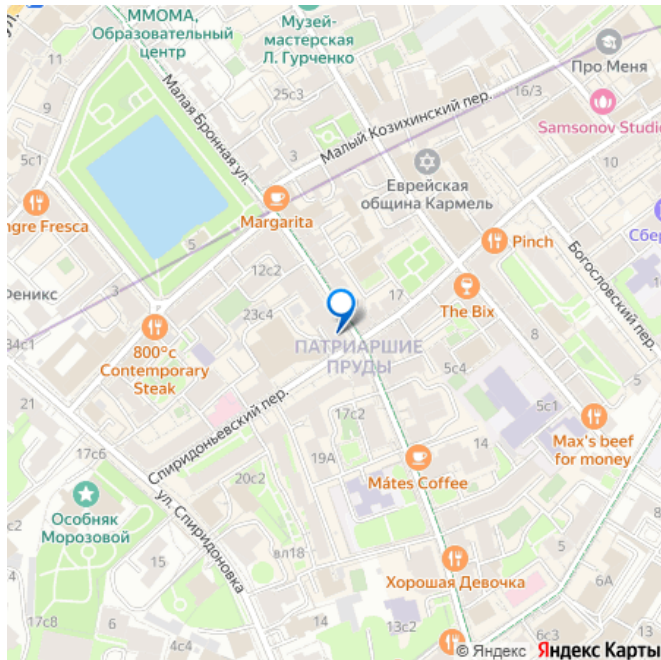 ММОМА,
Образовательный
центр
Музей-
мастерская
Л. Гурченко
Про Меня
16/3
25с3
11
9
Малая Бронная ул.
Малый Козихинский пер.
Samsonov Studio
5с1
3
10
Еврейская
община Кармель
Margarita
ngre Fresca
5
Pinch
Сбер
Богословский пер.
12с2
17
The Bix
Феникс
23с4
8
34с1
800°c
Contemporary
Steak
ПАТРИАРШИЕ
ПРУДЫ
5с4
5
21
Спиридоньевский пер.
17с2
5с1
Max's beef
for money
17с6
14
19А
Mátes Coffee
20с2
Особняк
Морозовой
ул. Спиридоновка
вл18
15
5
Хорошая Девочка
6А
17с8
14
13с2
6с3
© Яндекс Яндекс Карты